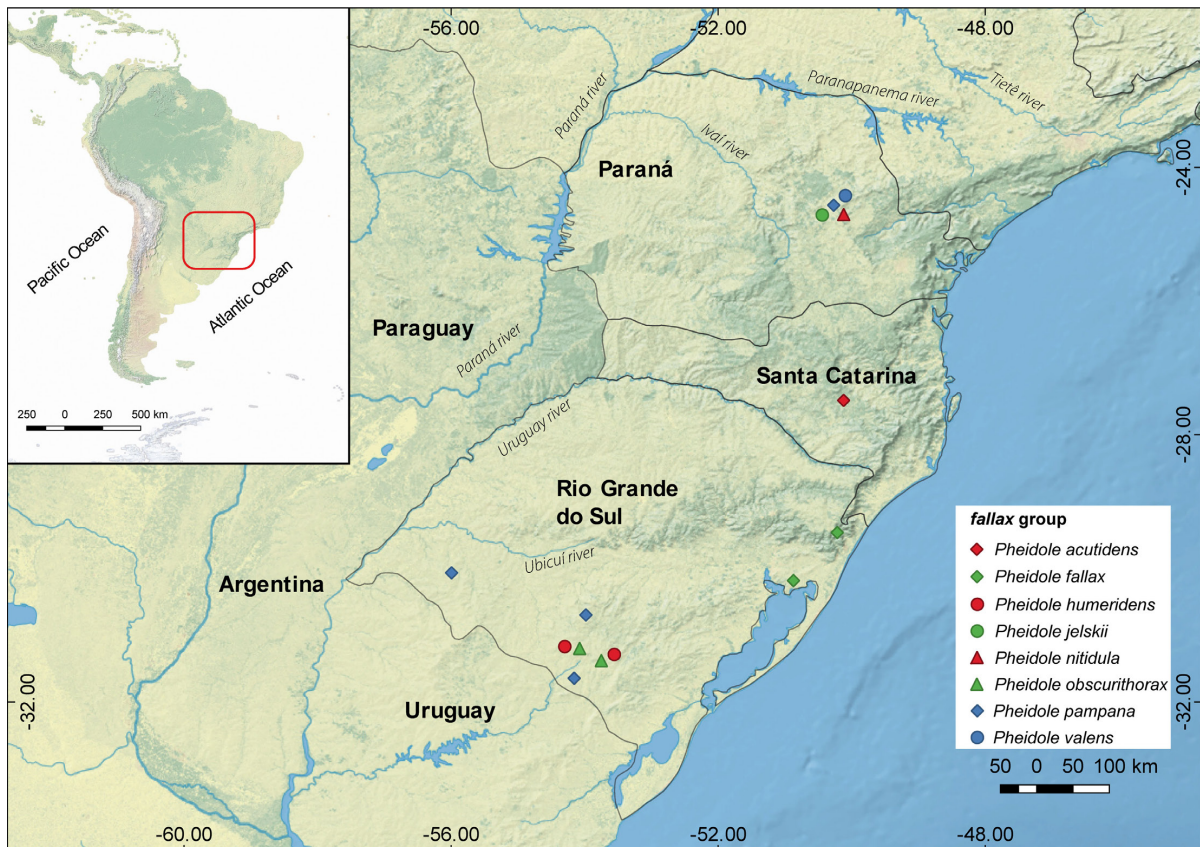 -56.00
-52.00
-48.00
Paraná river
Paranapanema river
Tietê river
Ivaí river
Paraná
-24.00
Pacific Ocean
Atlantic Ocean
Paraguay
Paraná river
Santa Catarina
250 0 250 500 km
Uruguay river
-28.00
Rio Grande
do Sul
Ubicuí river
Argentina
Uruguay
-32.00
-32.00
fallax group
Pheidole acutidens
Pheidole fallax
Pheidole humeridens
Pheidole jelskii
Pheidole nitidula
Pheidole obscurithorax
Pheidole pampana
Pheidole valens
50 0 50 100 km
-60.00
-56.00
-52.00
-48.00